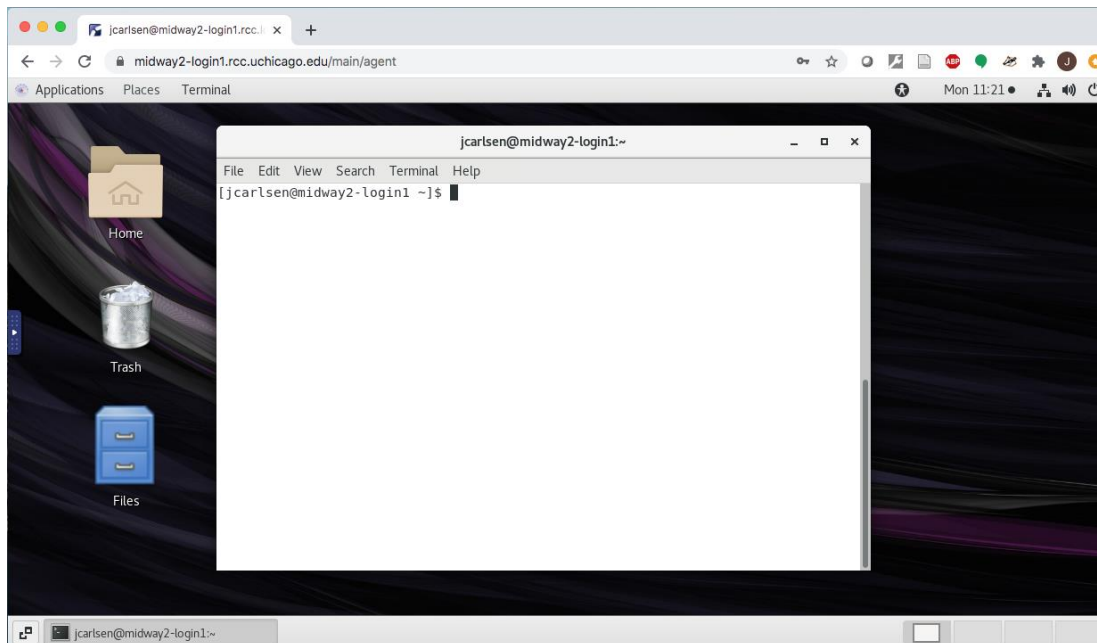 jcarlsen@midway2-login1.rcc.
midway2-login1.rcc.uchicago.edu/main/agent
ABP
J
Applications Places Terminal
Mon 11:21
jcarlsen@midway2-login1:~
File Edit View Search Terminal Help
[jcarlsen@midway2-login1 ~]$
Home
Trash
Files
jcarlsen@midway2-login1:~